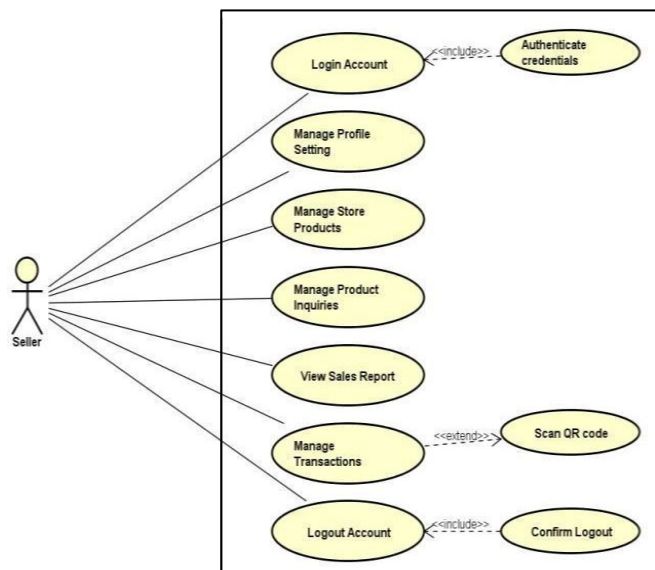 Login Account
<<include>>
Authenticate
credentials
Manage Profile
Setting
Manage Store
Products
Manage Product
Inquiries
Seller
View Sales Report
Manage
Transactions
<<extend>>
Scan QR code
Logout Account
<<include>>
Confirm Logout